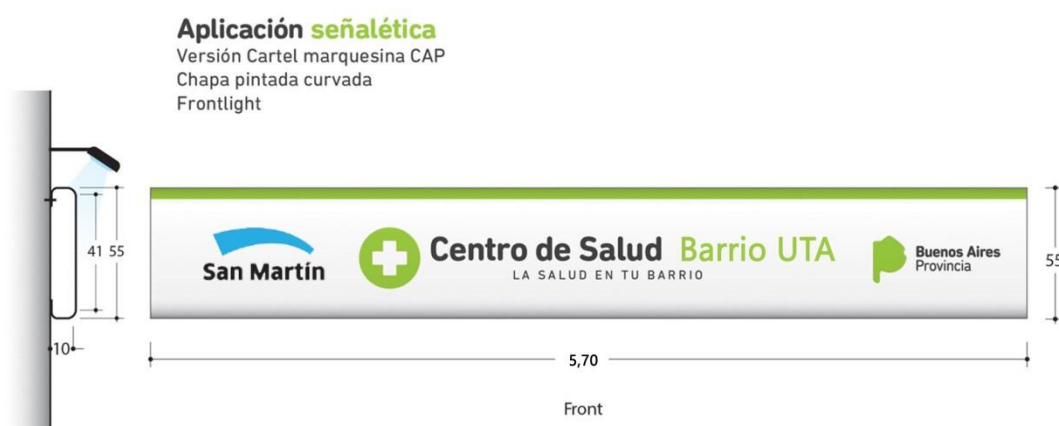 Aplicación señalética
Versión Cartel marquesina CAP
Chapa pintada curvada
Frontlight
41 55
10
San Martín
Centro de Salud Barrio UTA
LA SALUD EN TU BARRIO
Buenos Aires
Provincia
55
5,70
Front